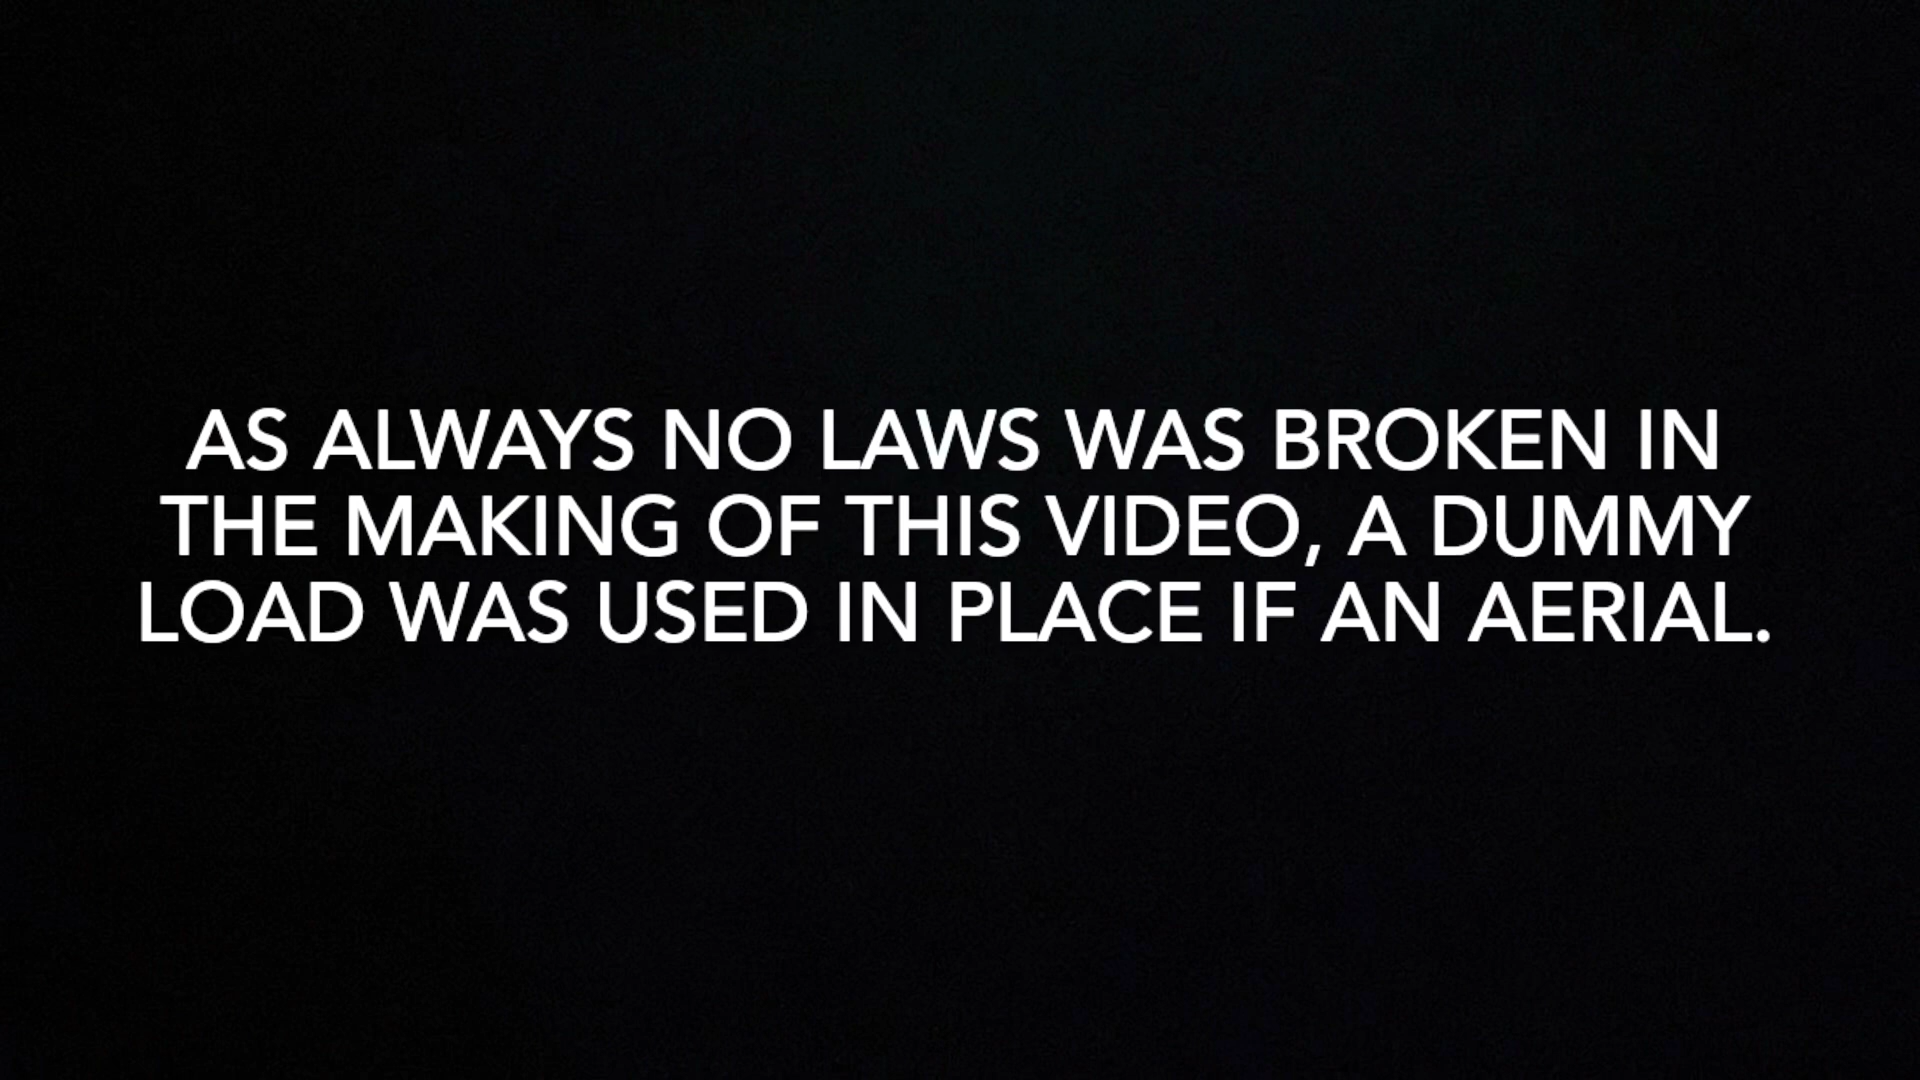 AS ALWAYS NO LAWS WAS BROKEN IN
THE MAKING OF THIS VIDEO, A DUMMY
LOAD WAS USED IN PLACE IF AN AERIAL.